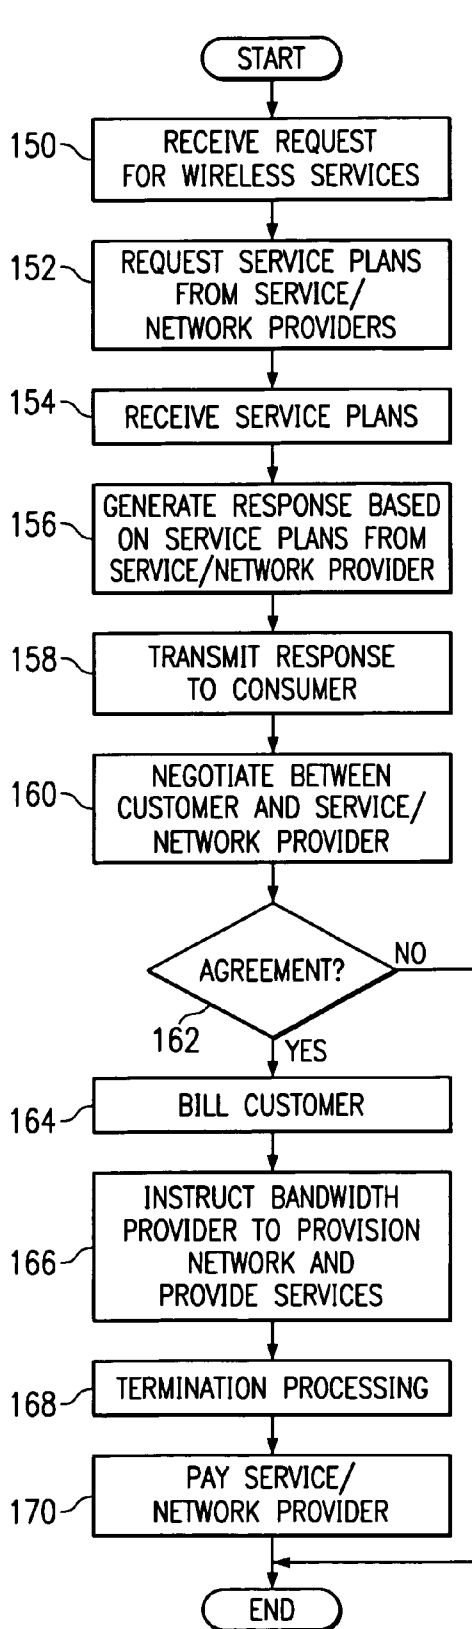 START
150
RECEIVE REQUEST
FOR WIRELESS SERVICES
152
REQUEST SERVICE PLANS
FROM SERVICE/
NETWORK PROVIDERS
154
RECEIVE SERVICE PLANS
156
GENERATE RESPONSE BASED
ON SERVICE PLANS FROM
SERVICE/NETWORK PROVIDER
158
TRANSMIT RESPONSE
TO CONSUMER
160
NEGOTIATE BETWEEN
CUSTOMER AND SERVICE/
NETWORK PROVIDER
AGREEMENT?
NO
162
YES
164
BILL CUSTOMER
166
INSTRUCT BANDWIDTH
PROVIDER TO PROVISION
NETWORK AND
PROVIDE SERVICES
168
TERMINATION PROCESSING
170
PAY SERVICE/
NETWORK PROVIDER
END